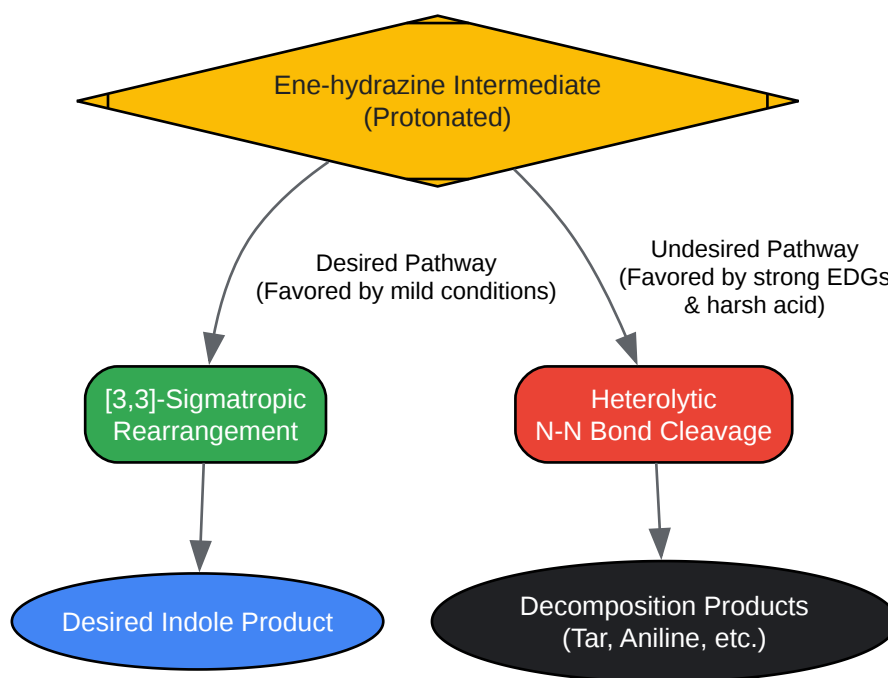 Ene-hydrazine Intermediate
(Protonated)
Desired Pathway
(Favored by mild conditions)
Undesired Pathway
(Favored by strong EDGs
& harsh acid)
[3,3]-Sigmatropic
Rearrangement
Heterolytic
N-N Bond Cleavage
Desired Indole Product
Decomposition Products
(Tar, Aniline, etc.)